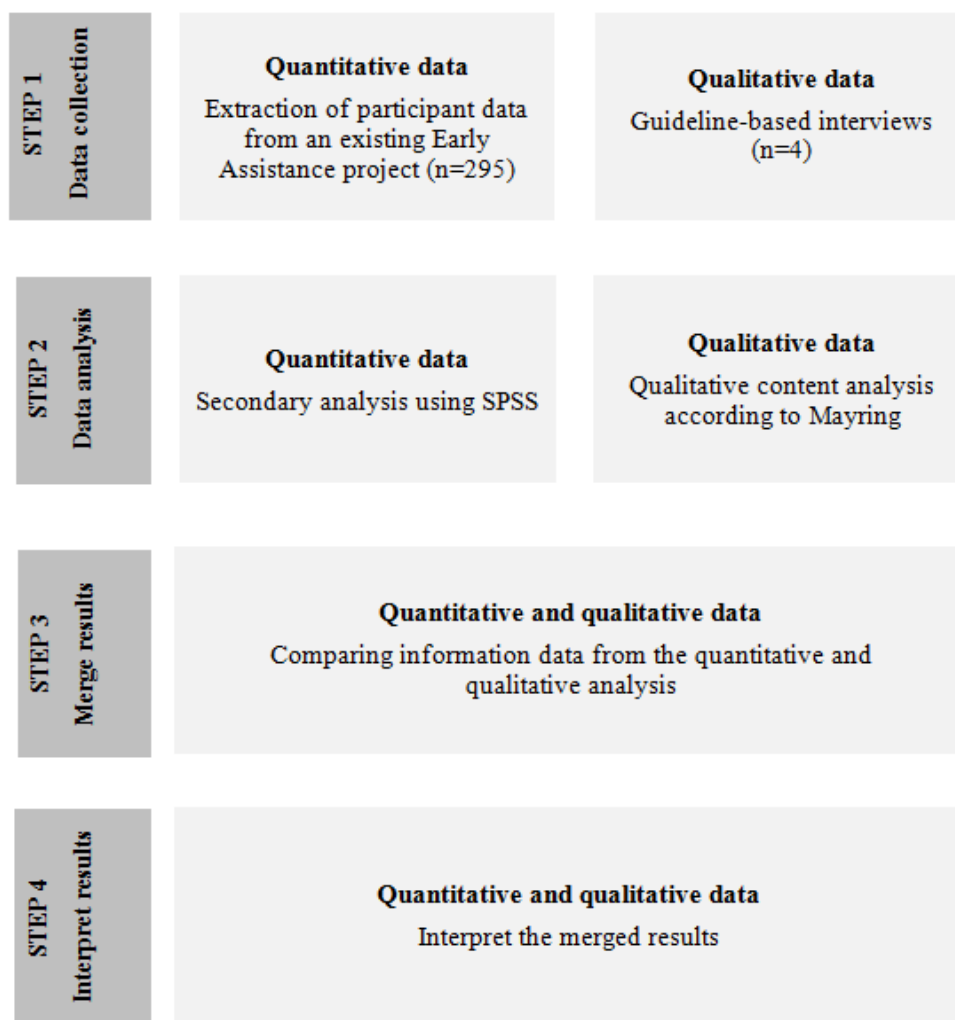 STEP 1
Data collection
Quantitative data
Extraction of participant data
from an existing Early
Assistance project (n=295)
Qualitative data
Guideline-based interviews
(n=4)
STEP 2
Data analysis
Quantitative data
Secondary analysis using SPSS
Qualitative data
Qualitative content analysis
according to Mayring
STEP 3
Merge results
Quantitative and qualitative data
Comparing information data from the quantitative and
qualitative analysis
STEP 4
Interpret results
Quantitative and qualitative data
Interpret the merged results